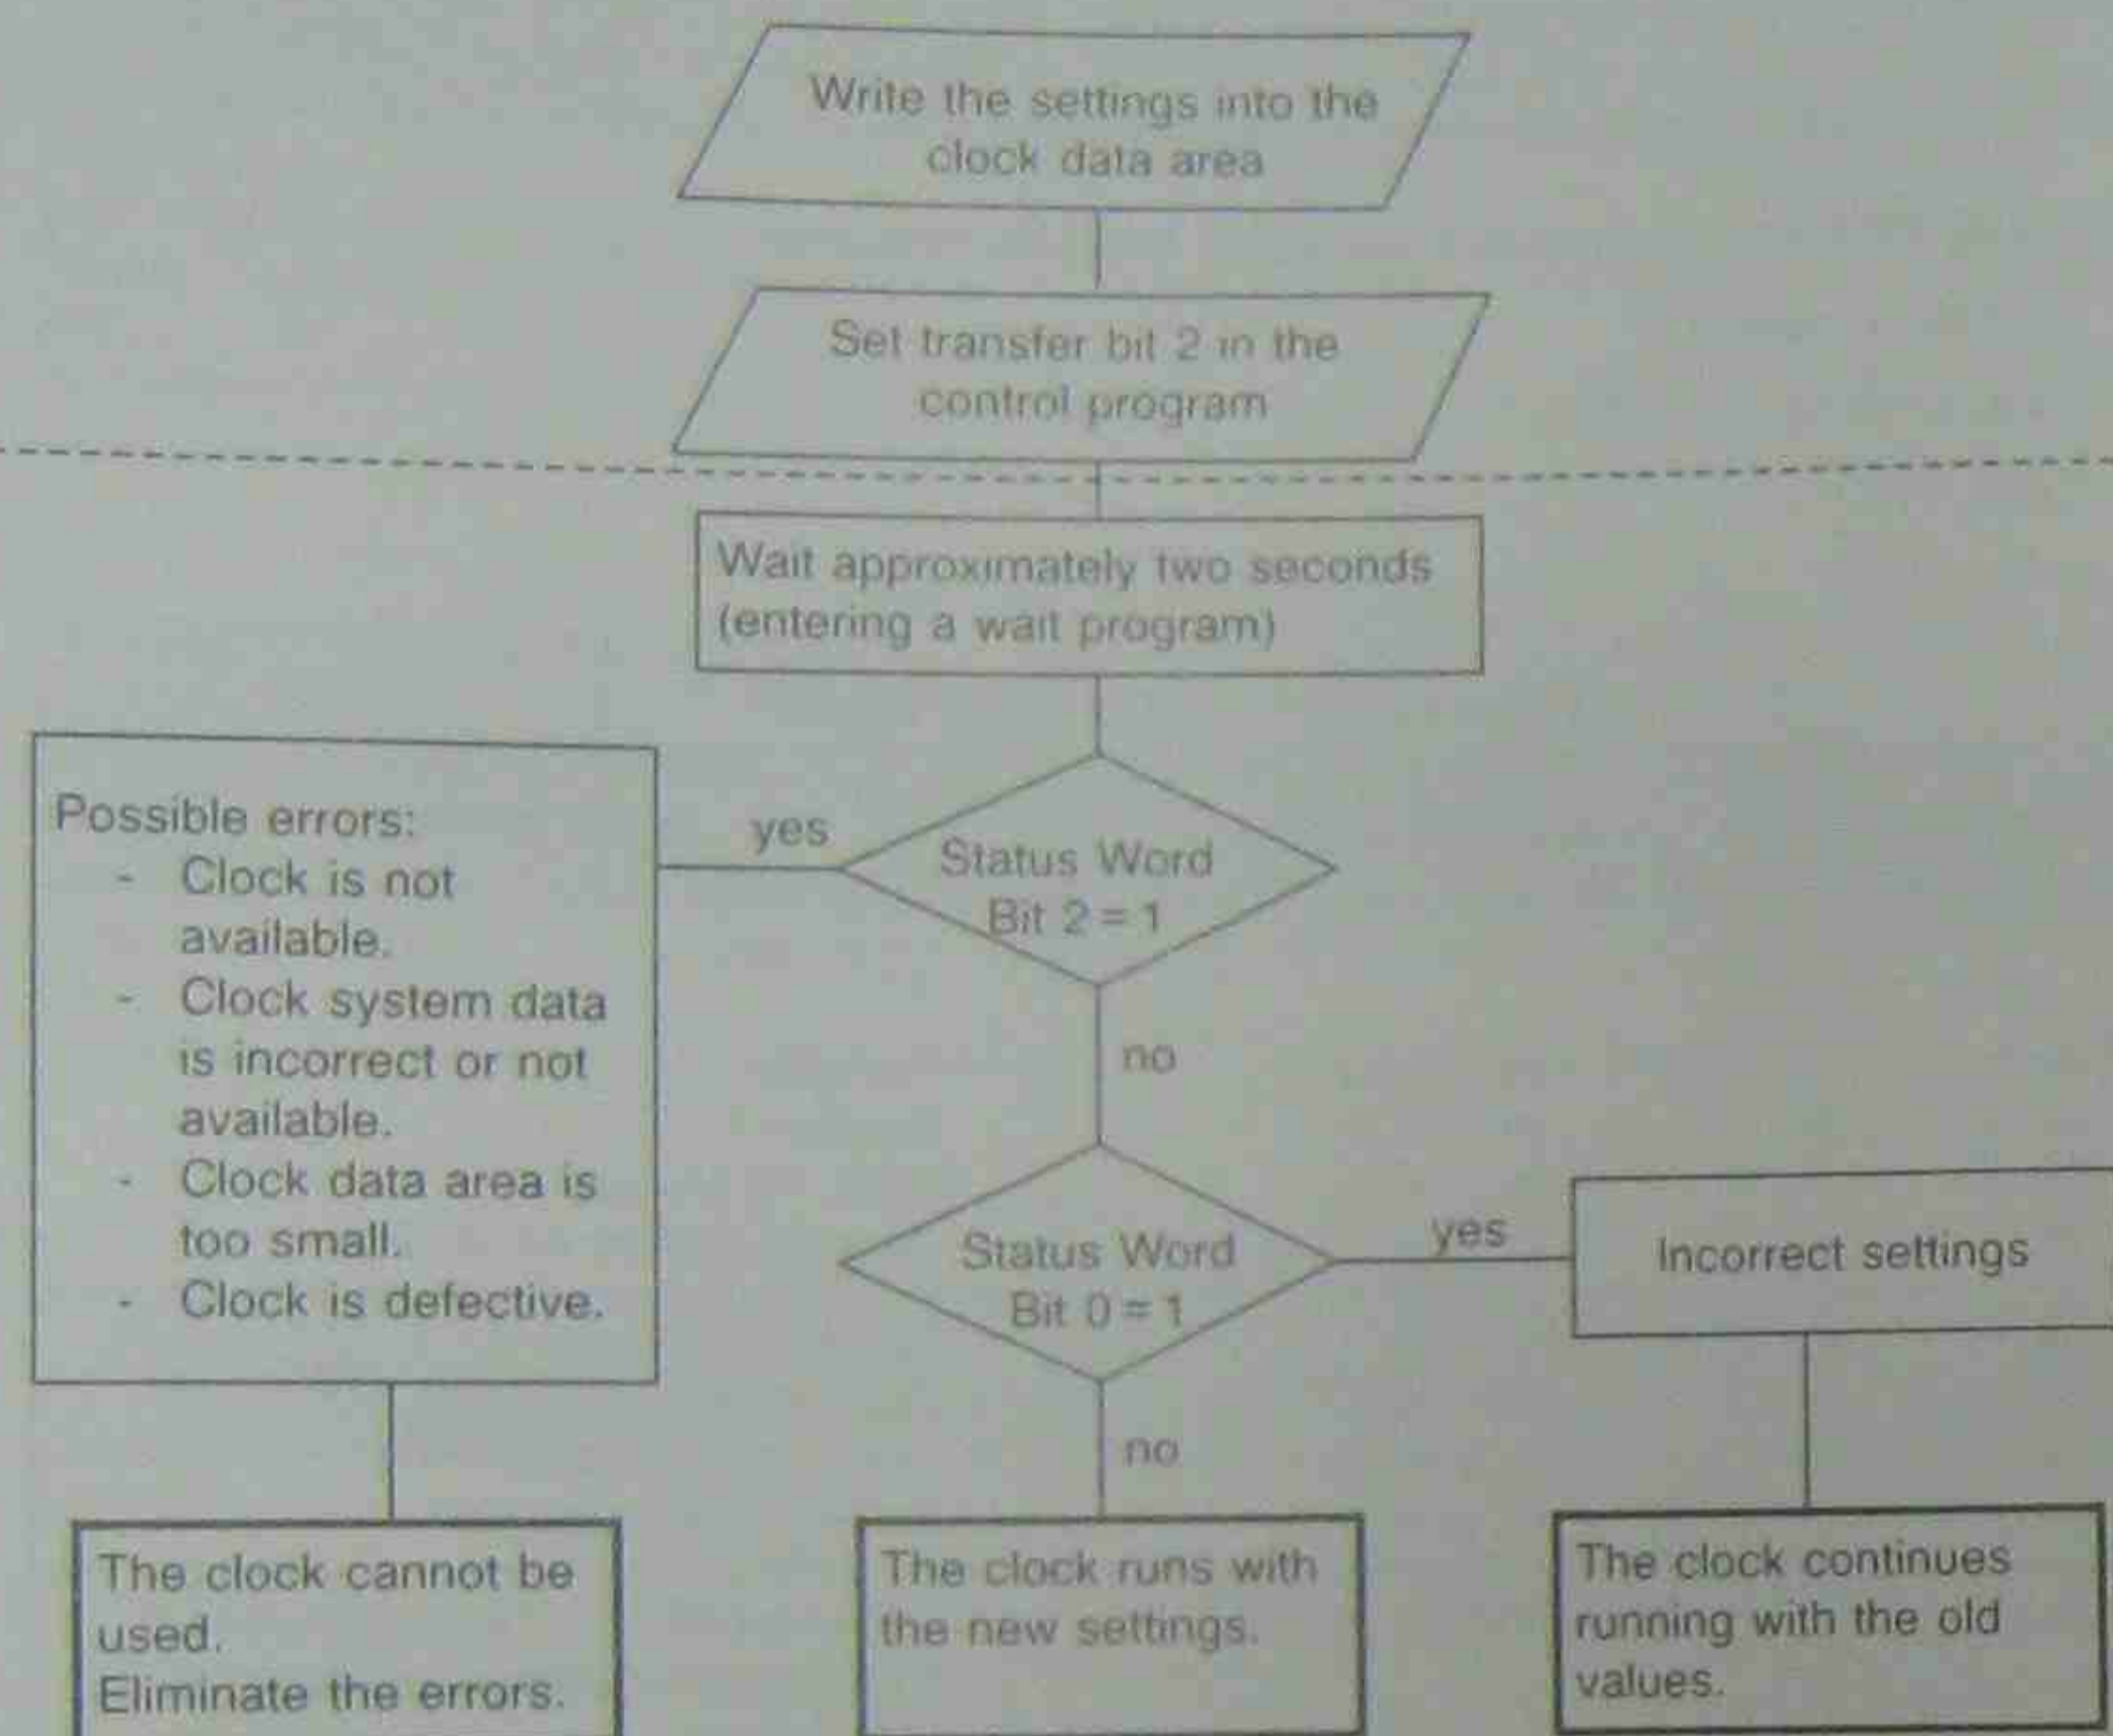 Write the settings into the
clock data area
Set transfer bit 2 in the
control program
Wait approximately two seconds
(entering a wait program)
Possible errors:
- Clock is not
available.
- Clock system data
is incorrect or not
available.
- Clock data area is
too small.
- Clock is defective.
yes
Status Word
Bit 2 = 1
no
Status Word
Bit 0 = 1
yes
Incorrect settings
no
The clock cannot be
used.
Eliminate the errors.
The clock runs with
the new settings.
The clock continues
running with the old
values.